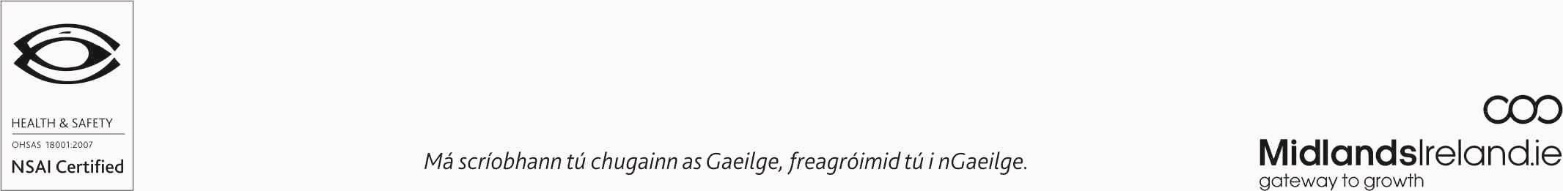 HEALTH & SAFETY
OHSAS 18001:2007
NSAI Certified
Má scríobhann tú chugainn as Gaeilge, freagróimid tú i nGaeilge.
MidlandsIreland.ie
gateway to growth